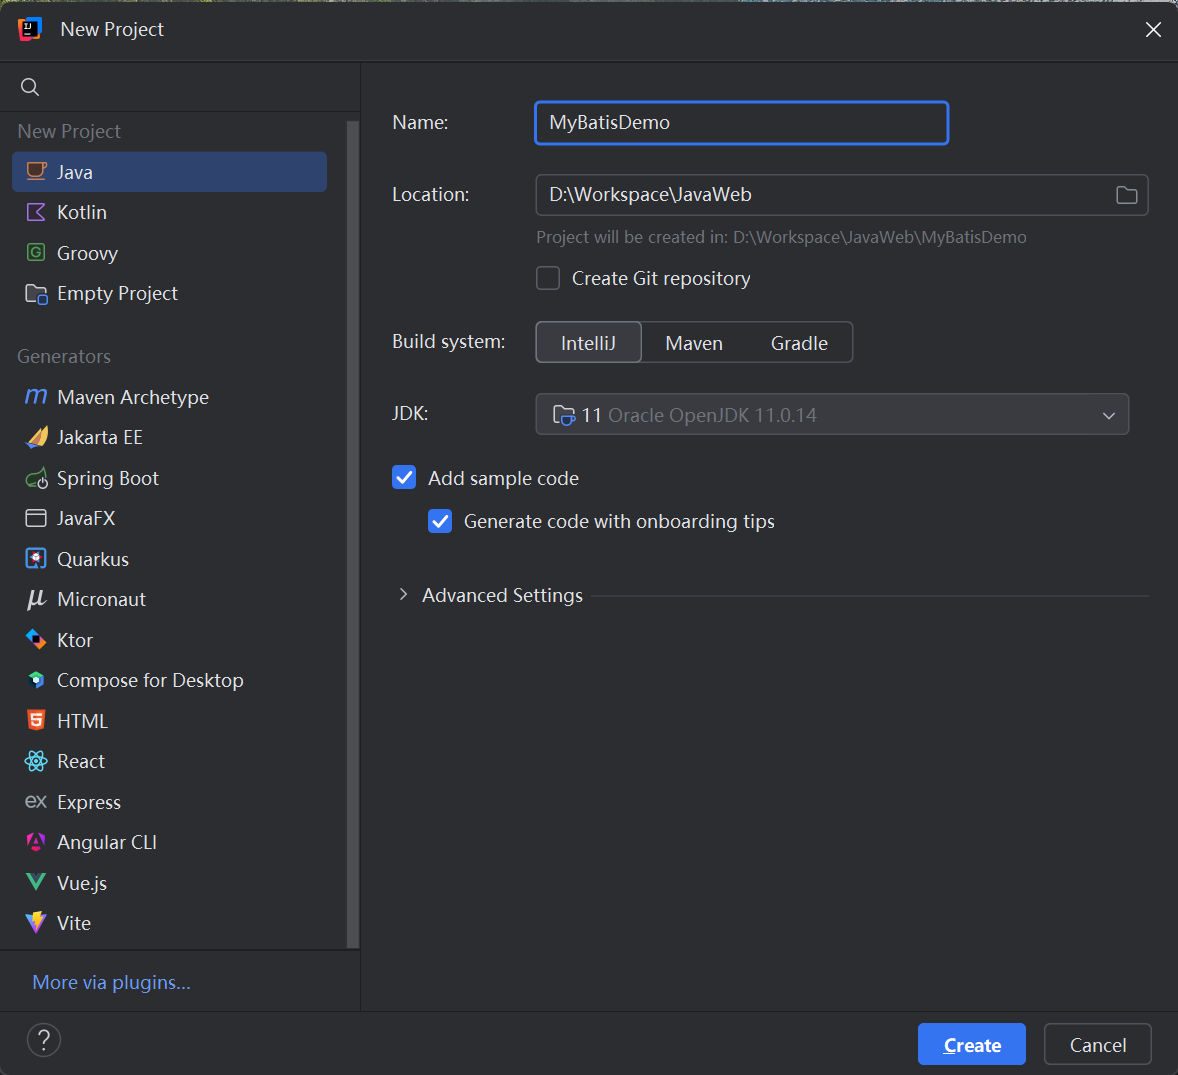 New Project
New Project
Java
Kotlin
Groovy
Empty Project
Generators
Maven Archetype
Jakarta EE
Spring Boot
JavaFX
Quarkus
Micronaut
Ktor
Compose for Desktop
HTML
React
Express
Angular CLI
Vue.js
Vite
More via plugins...
Name: MyBatisDemo
Location: D:\Workspace\JavaWeb
Project will be created in: D:\Workspace\JavaWeb\MyBatisDemo
Create Git repository
Build system: IntelliJ Maven Gradle
JDK: 11 Oracle OpenJDK 11.0.14
Add sample code
Generate code with onboarding tips
Advanced Settings
? Create Cancel